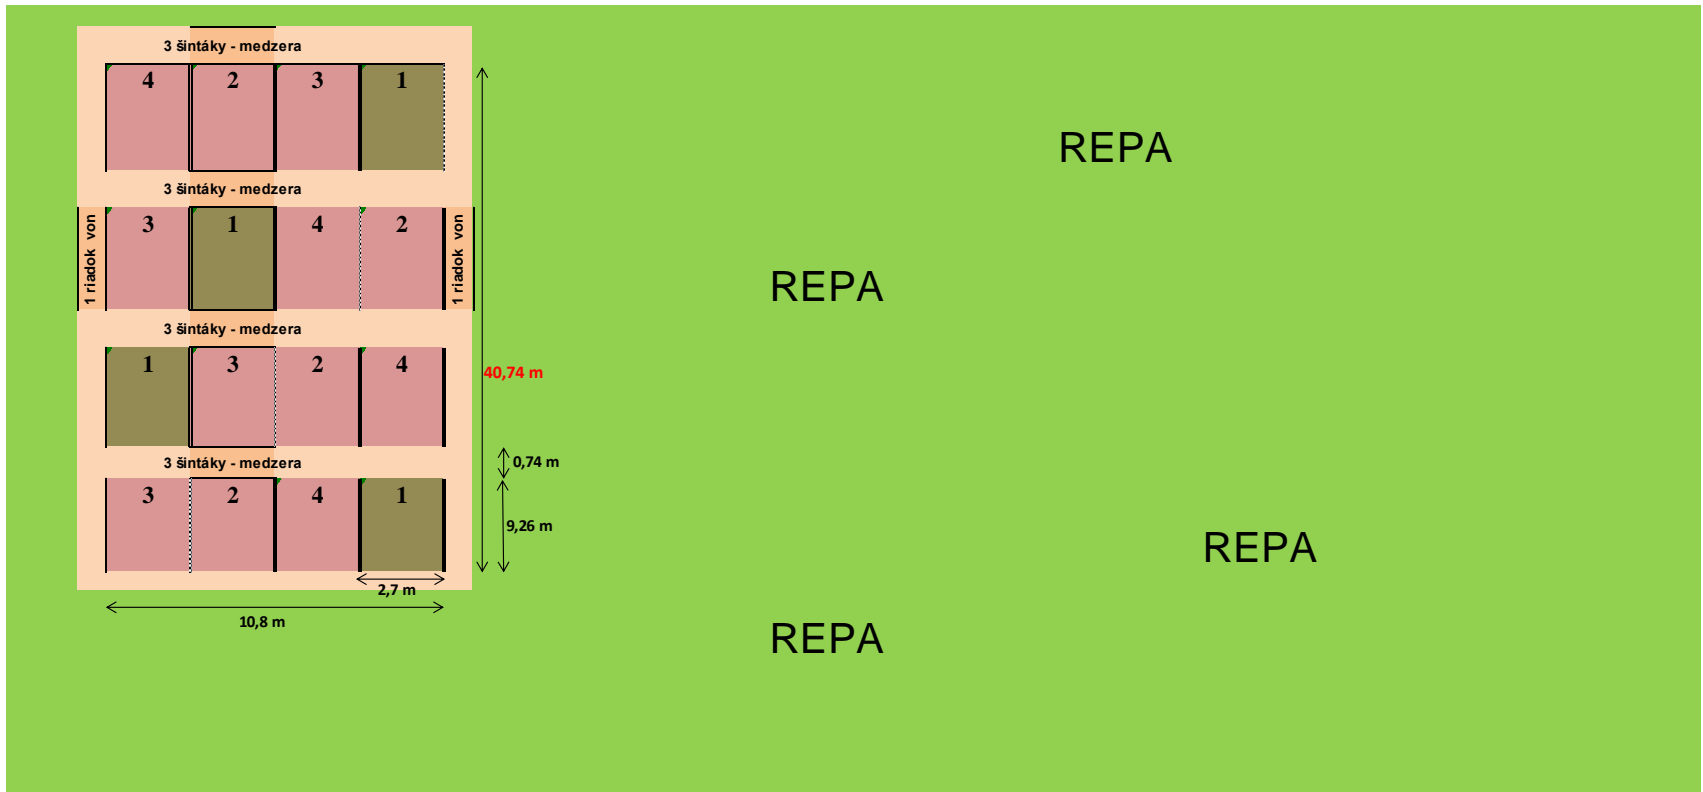 3 šintáky - medzera
4 2 3 1
REPA
3 šintáky - medzera
1 riadok von
3 1 4 2
1 riadok von
REPA
3 šintáky - medzera
1 3 2 4
40,74 m
3 šintáky - medzera
0,74 m
3 2 4 1
9,26 m
REPA
2,7 m
10,8 m
REPA